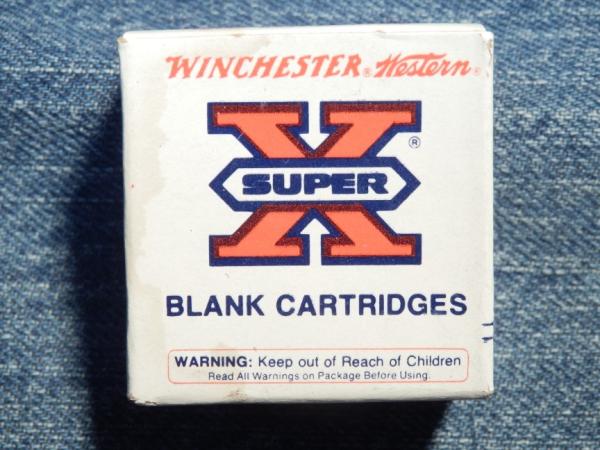 WINCHESTER® Western®
X ®
SUPER
BLANK CARTRIDGES
WARNING: Keep out of Reach of Children
Read All Warnings on Package Before Using.